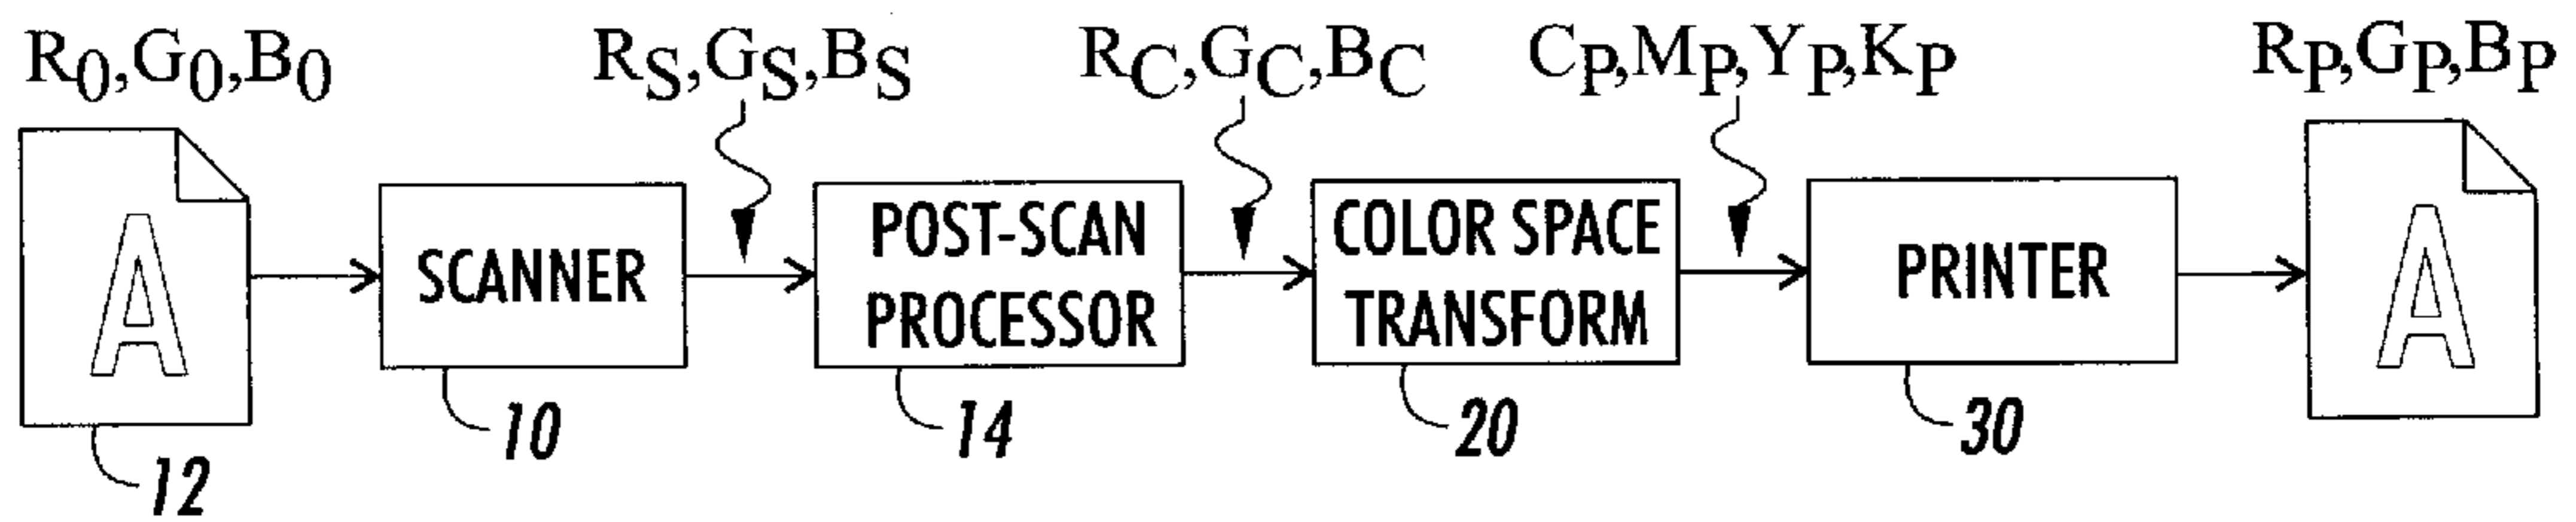 R0,G0,B0 RS,GS,BS RC,GC,BC CP,MP,YP,KP RP,GP,BP
A SCANNER POST-SCAN PROCESSOR COLOR SPACE TRANSFORM PRINTER A
12 10 14 20 30